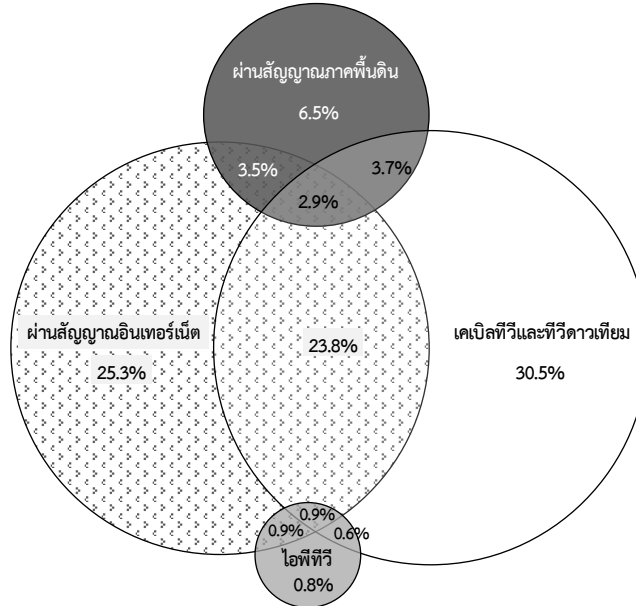 ผ่านสัญญาณภาคพื้นดิน
6.5%
3.5%
3.7%
2.9%
ผ่านสัญญาณอินเทอร์เน็ต
25.3%
23.8%
เคเบิลทีวีและทีวีดาวเทียม
30.5%
0.9%
0.9%
0.6%
ไอพีทีวี
0.8%